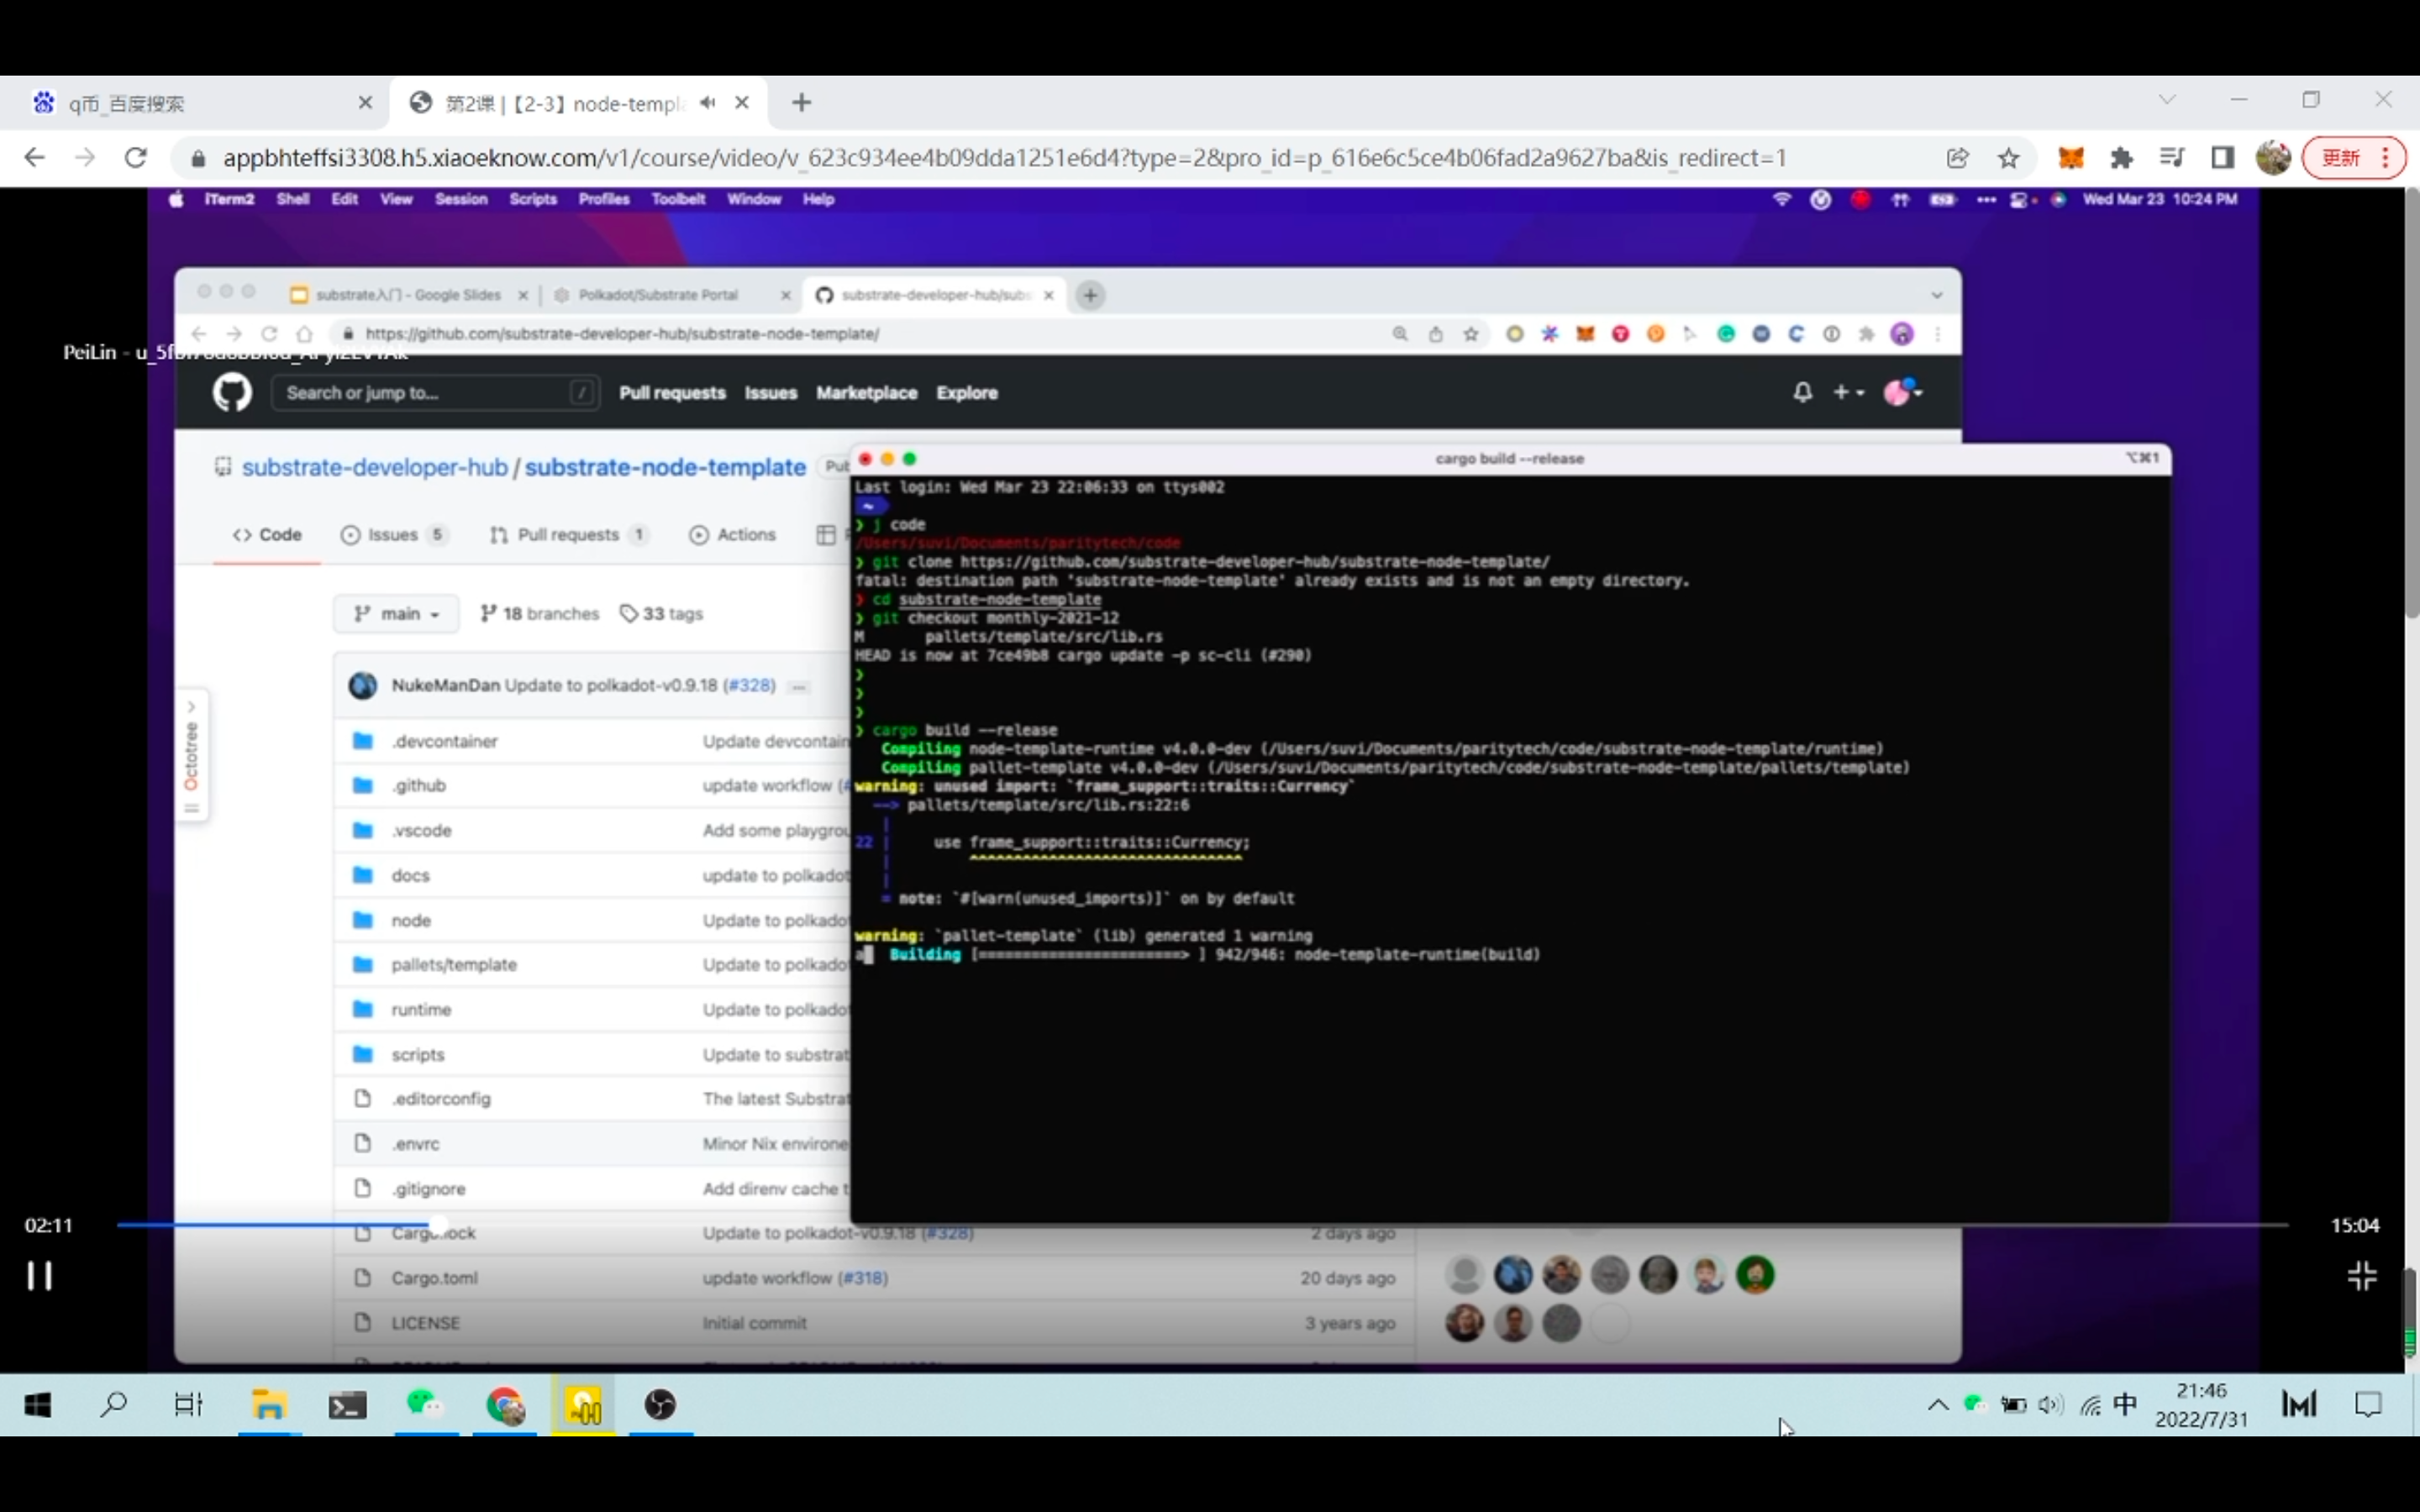 q币_百度搜索
第2课 |【2-3】node-templa
appbhteffsi3308.h5.xiaoeknow.com/v1/course/video/v_623c934ee4b09dda1251e6d4?type=2&pro_id=p_616e6c5ce4b06fad2a9627ba&is_redirect=1
更新
iTerm2 Shell Edit View Session Scripts Profiles Toolbelt Window Help
Wed Mar 23 10:24 PM
substrate入门 - Google Slides
Polkadot/Substrate Portal
substrate-developer-hub/subs
https://github.com/substrate-developer-hub/substrate-node-template/
PeiLin
Search or jump to...
/
Pull requests Issues Marketplace Explore
substrate-developer-hub / substrate-node-template
Pub
<> Code
Issues 5
Pull requests 1
Actions
main
18 branches
33 tags
NukeManDan Update to polkadot-v0.9.18 (#328) ...
.devcontainer Update devcontain
.github update workflow (#
.vscode Add some playgrou
docs update to polkadot
node Update to polkadot
pallets/template Update to polkadot
runtime Update to polkadot
scripts Update to substrat
.editorconfig The latest Substrat
.envrc Minor Nix environe
.gitignore Add direnv cache t
Cargo.lock Update to polkadot-v0.9.18 (#328) 2 days ago
Cargo.toml update workflow (#318) 20 days ago
LICENSE Initial commit 3 years ago
Octotree
cargo build --release
⌥⌘1
Last login: Wed Mar 23 22:06:33 on ttys002
~
❯ j code
/Users/suvi/Documents/paritytech/code
❯ git clone https://github.com/substrate-developer-hub/substrate-node-template/
fatal: destination path 'substrate-node-template' already exists and is not an empty directory.
❯ cd substrate-node-template
❯ git checkout monthly-2021-12
M pallets/template/src/lib.rs
HEAD is now at 7ce49b8 cargo update -p sc-cli (#290)
❯
❯
❯
❯ cargo build --release
Compiling node-template-runtime v4.0.0-dev (/Users/suvi/Documents/paritytech/code/substrate-node-template/runtime)
Compiling pallet-template v4.0.0-dev (/Users/suvi/Documents/paritytech/code/substrate-node-template/pallets/template)
warning: unused import: `frame_support::traits::Currency`
--> pallets/template/src/lib.rs:22:6
|
22 | use frame_support::traits::Currency;
| ^^^^^^^^^^^^^^^^^^^^^^^^^^^^^^^
|
= note: `#[warn(unused_imports)]` on by default
warning: `pallet-template` (lib) generated 1 warning
a Building [=======================> ] 942/946: node-template-runtime(build)
02:11
15:04
中
21:46
2022/7/31